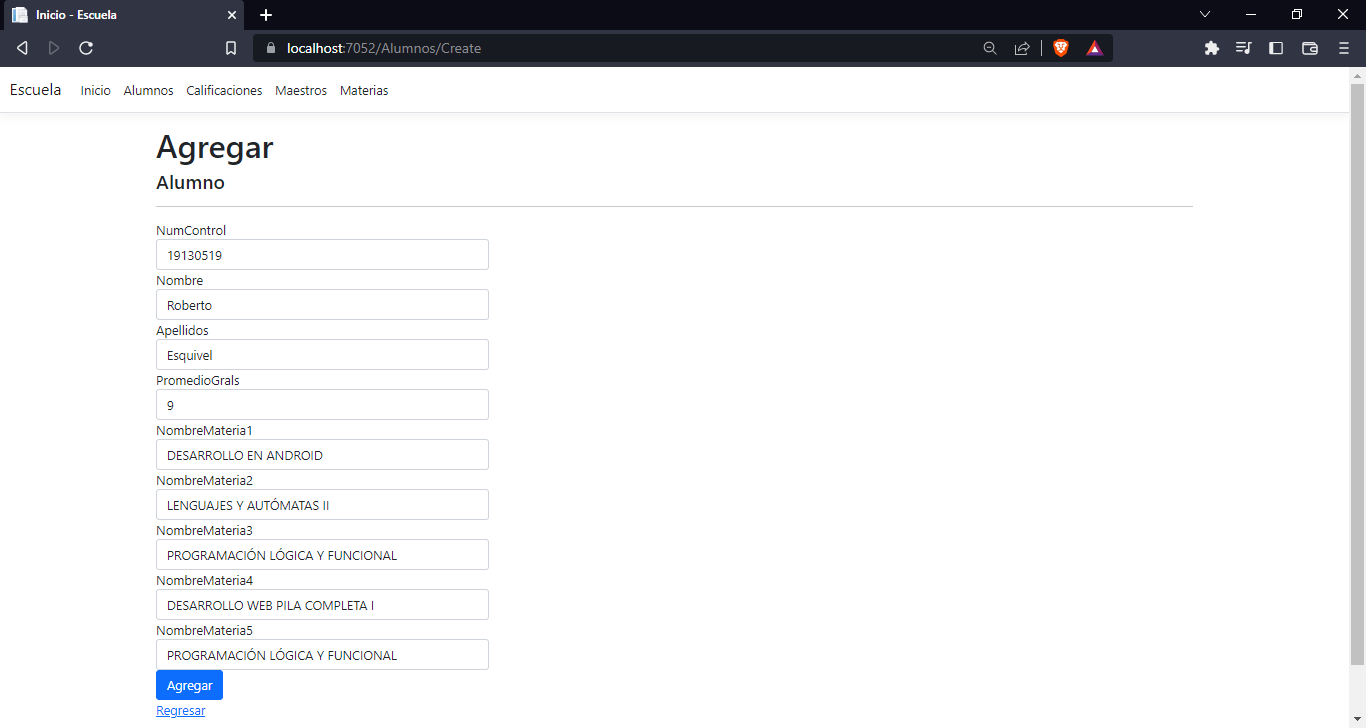 Inicio - Escuela
localhost:7052/Alumnos/Create
Escuela Inicio Alumnos Calificaciones Maestros Materias
Agregar
Alumno
NumControl
19130519
Nombre
Roberto
Apellidos
Esquivel
PromedioGrals
9
NombreMateria1
DESARROLLO EN ANDROID
NombreMateria2
LENGUAJES Y AUTÓMATAS II
NombreMateria3
PROGRAMACIÓN LÓGICA Y FUNCIONAL
NombreMateria4
DESARROLLO WEB PILA COMPLETA I
NombreMateria5
PROGRAMACIÓN LÓGICA Y FUNCIONAL
Agregar
Regresar